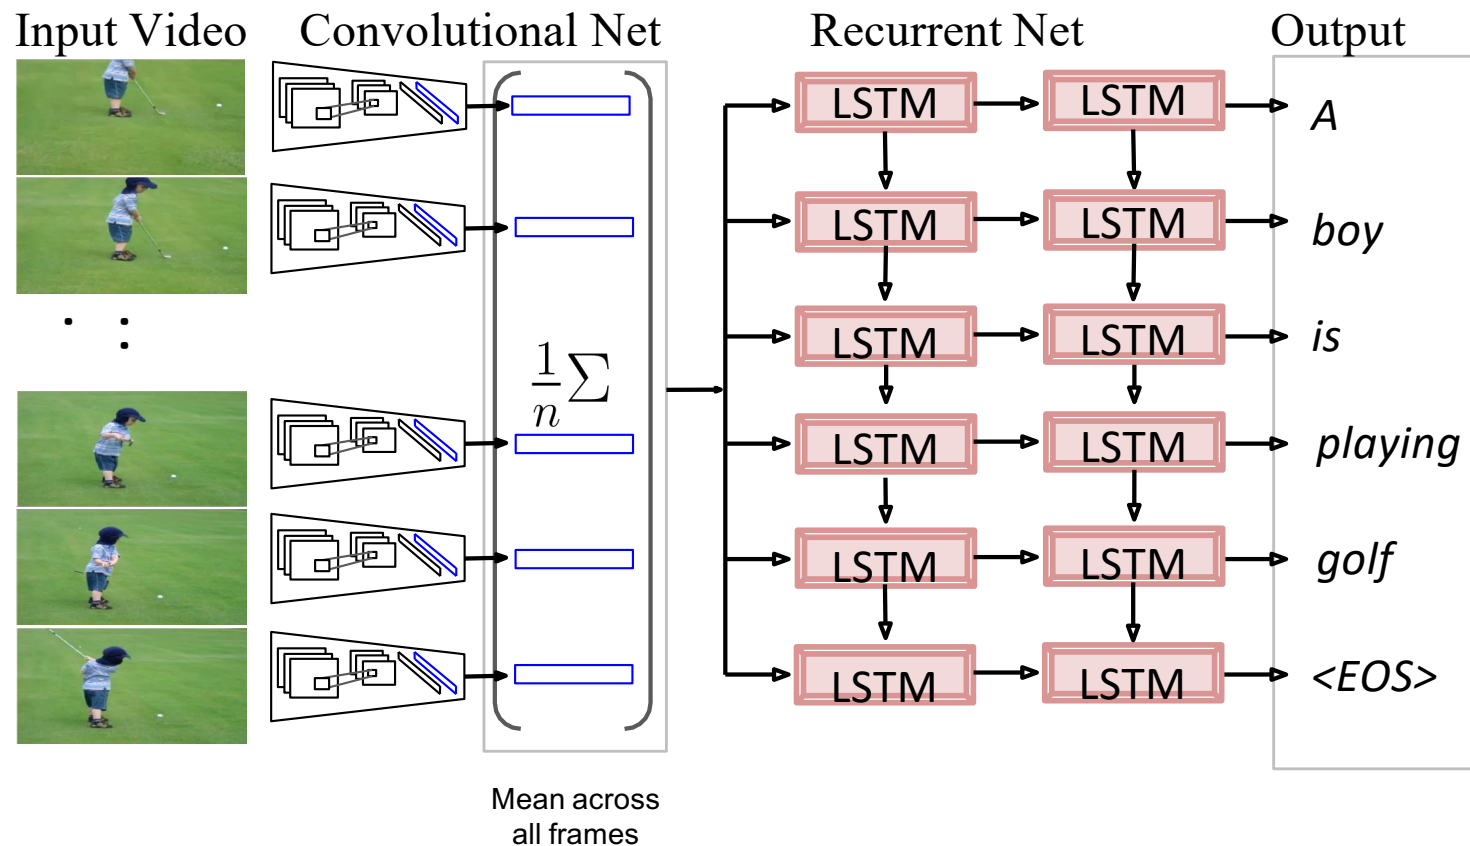 Input Video
Convolutional Net
Recurrent Net
Output
LSTM LSTM A
LSTM LSTM boy
LSTM LSTM is
1/n ∑
LSTM LSTM playing
LSTM LSTM golf
LSTM LSTM <EOS>
Mean across
all frames